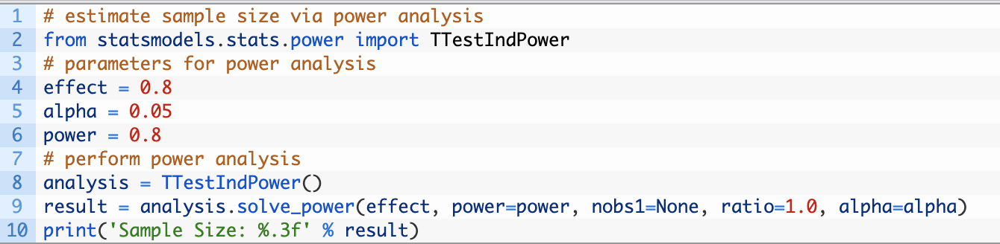 1 # estimate sample size via power analysis
2 from statsmodels.stats.power import TTestIndPower
3 # parameters for power analysis
4 effect = 0.8
5 alpha = 0.05
6 power = 0.8
7 # perform power analysis
8 analysis = TTestIndPower()
9 result = analysis.solve_power(effect, power=power, nobs1=None, ratio=1.0, alpha=alpha)
10 print('Sample Size: %.3f' % result)